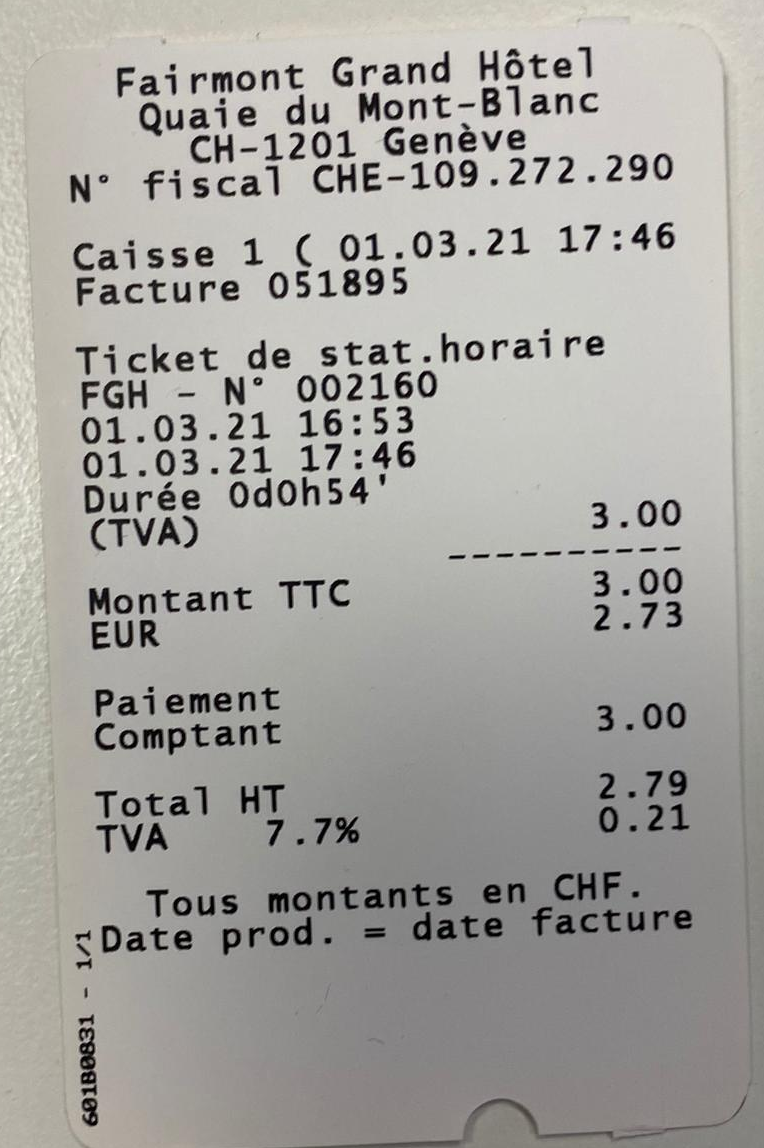 Fairmont Grand Hôtel
Quaie du Mont-Blanc
CH-1201 Genève
N° fiscal CHE-109.272.290
Caisse 1 ( 01.03.21 17:46
Facture 051895
Ticket de stat.horaire
FGH - N° 002160
01.03.21 16:53
01.03.21 17:46
Durée 0d0h54'
(TVA) 3.00
----------
Montant TTC 3.00
EUR 2.73
Paiement
Comptant 3.00
Total HT 2.79
TVA 7.7% 0.21
Tous montants en CHF.
Date prod. = date facture
601B0831 - 1/1